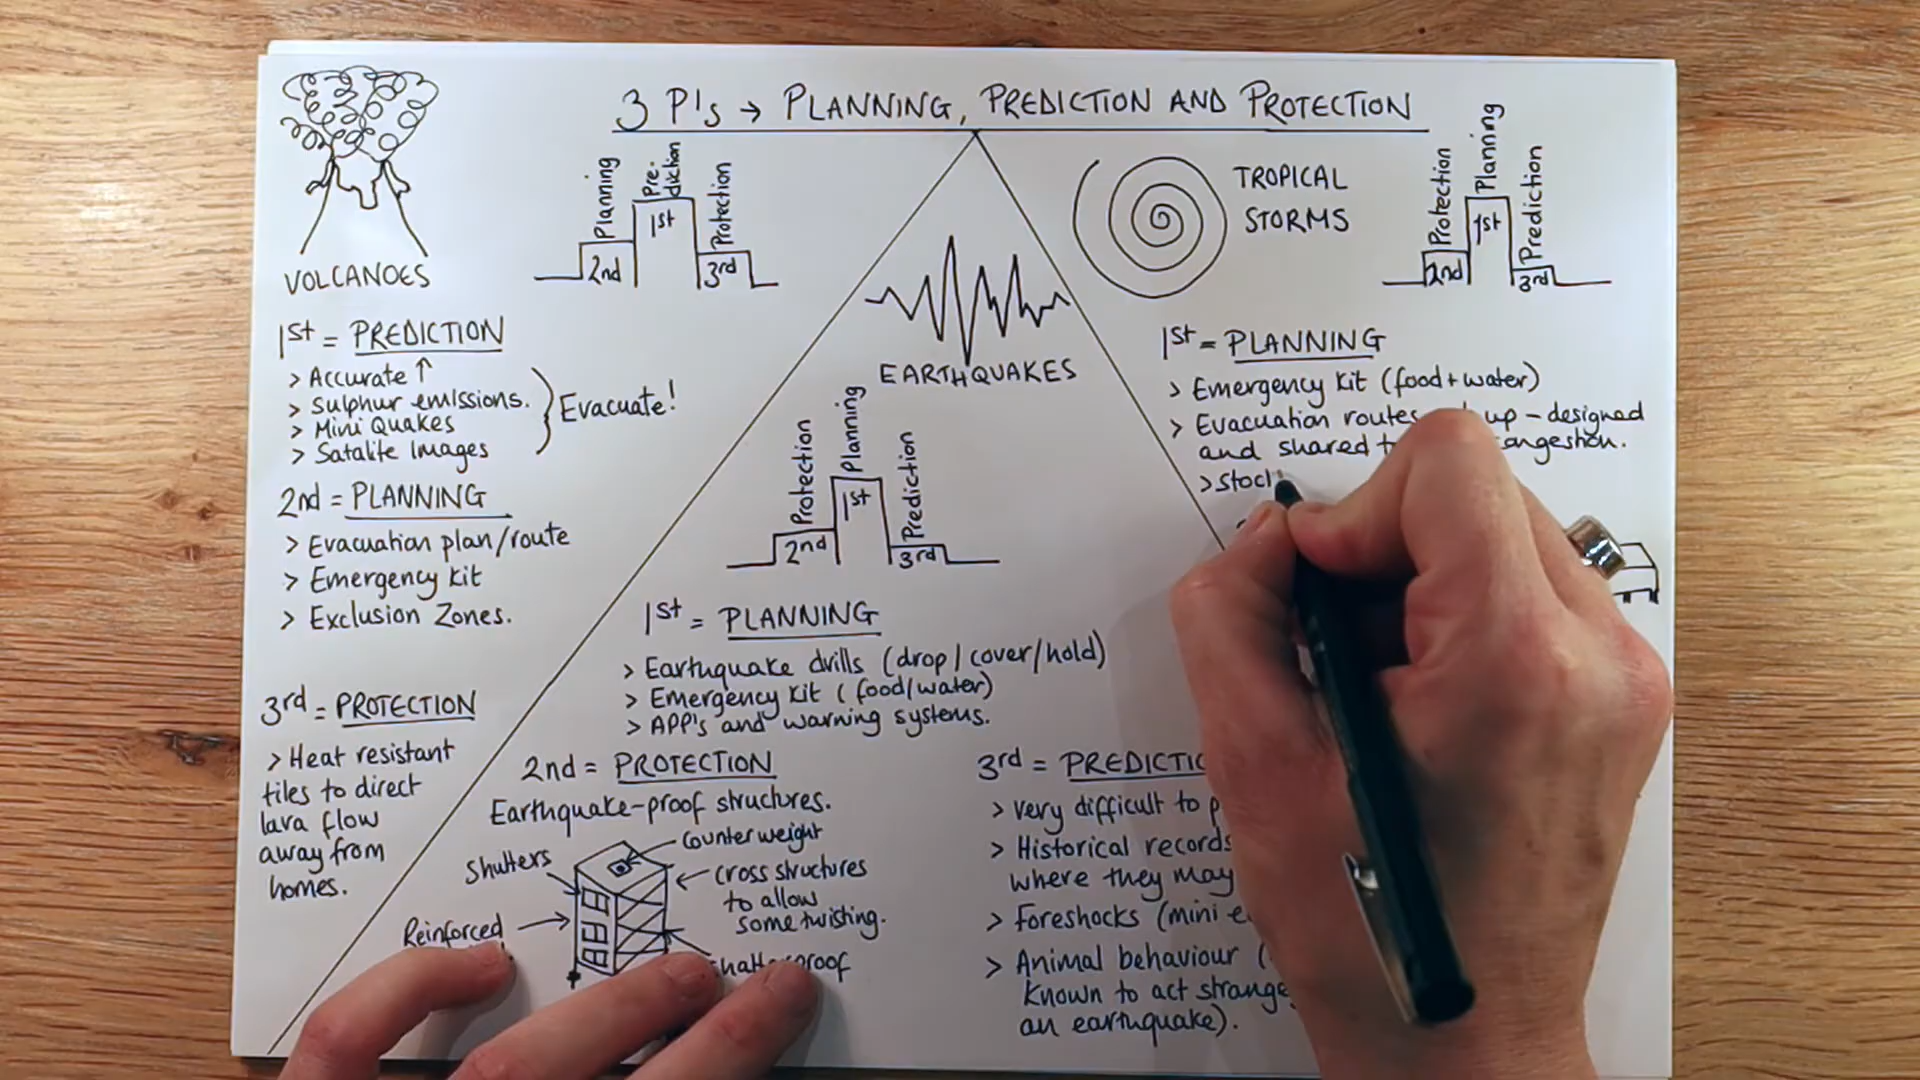 3 P's → PLANNING, PREDICTION AND PROTECTION
VOLCANOES
Planning
Pre-
diction
Protection
2nd
1st
3rd
1st = PREDICTION
> Accurate ↑
> Sulphur emissions.
> Mini Quakes
> Satalite Images
Evacuate!
2nd = PLANNING
> Evacuation plan/route
> Emergency Kit
> Exclusion Zones.
3rd = PROTECTION
> Heat resistant
tiles to direct
lava flow
away from
homes.
EARTHQUAKES
Protection
Planning
Prediction
2nd
1st
3rd
1st = PLANNING
> Earthquake drills (drop/cover/hold)
> Emergency Kit (food/water)
> APP's and warning systems.
2nd = PROTECTION
Earthquake-proof structures.
Counter weight
Shutters
cross structures
to allow
some twisting.
Reinforced
3rd =
> very difficult to
> Historical records
where they may
> Foreshocks (mini
> Animal behaviour (
known to act
an earthquake).
TROPICAL
STORMS
Protection
Planning
Prediction
2nd
1st
3rd
1st = PLANNING
> Emergency Kit (food + water)
> Evacuation routes up - designed
and shared